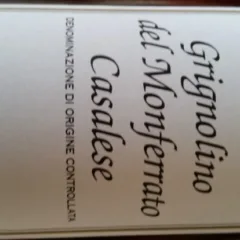 Grignolino
del Monferrato
Casalese
DENOMINAZIONE DI ORIGINE CONTROLLATA